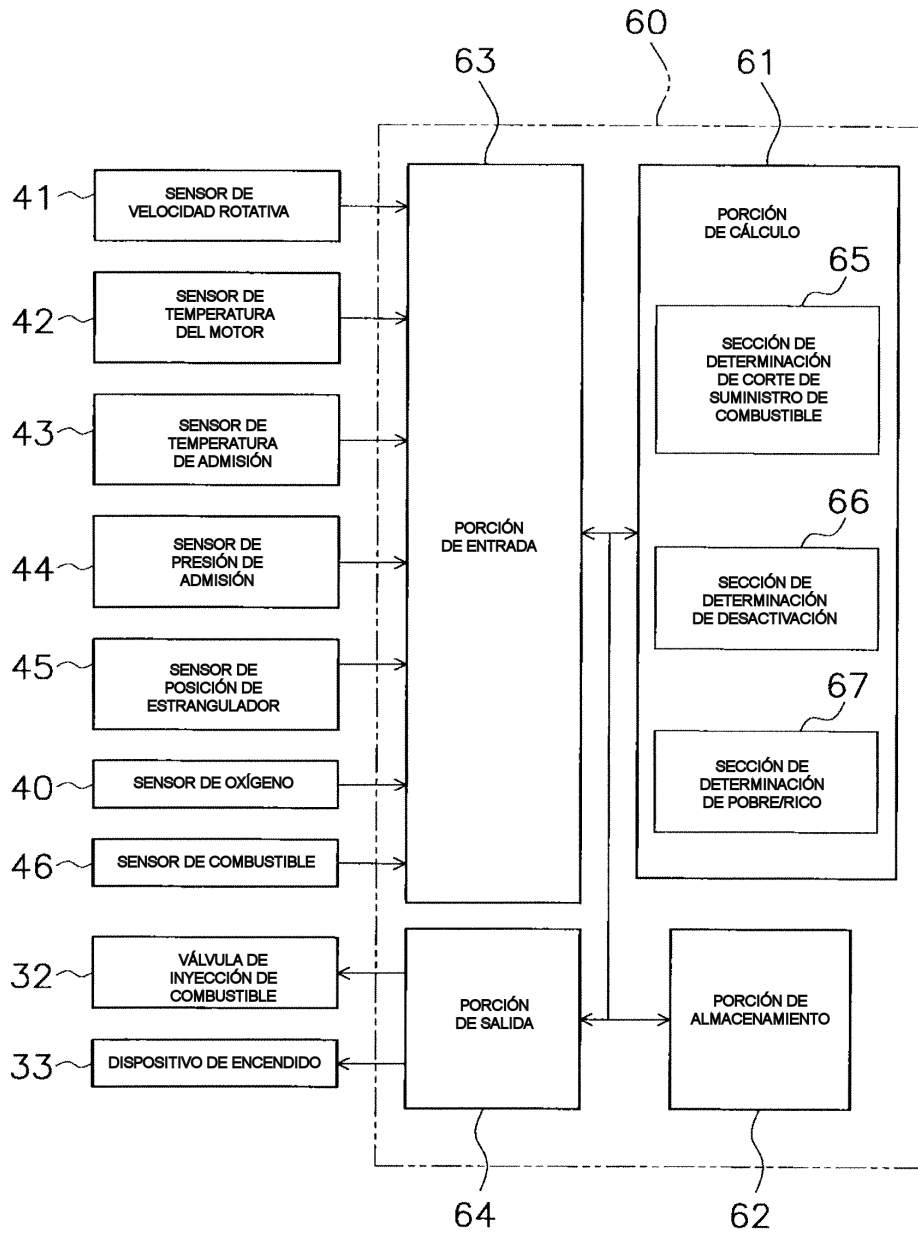 60
63
61
41
SENSOR DE
VELOCIDAD ROTATIVA
42
SENSOR DE
TEMPERATURA
DEL MOTOR
43
SENSOR DE
TEMPERATURA
DE ADMISIÓN
44
SENSOR DE
PRESIÓN DE
ADMISIÓN
45
SENSOR DE
POSICIÓN DE
ESTRANGULADOR
40
SENSOR DE OXÍGENO
46
SENSOR DE COMBUSTIBLE
32
VÁLVULA DE
INYECCIÓN DE
COMBUSTIBLE
33
DISPOSITIVO DE ENCENDIDO
PORCIÓN
DE ENTRADA
PORCIÓN
DE CÁLCULO
65
SECCIÓN DE
DETERMINACIÓN
DE CORTE DE
SUMINISTRO DE
COMBUSTIBLE
66
SECCIÓN DE
DETERMINACIÓN
DE DESACTIVACIÓN
67
SECCIÓN DE
DETERMINACIÓN
DE POBRE/RICO
PORCIÓN
DE SALIDA
PORCIÓN DE
ALMACENAMIENTO
64
62